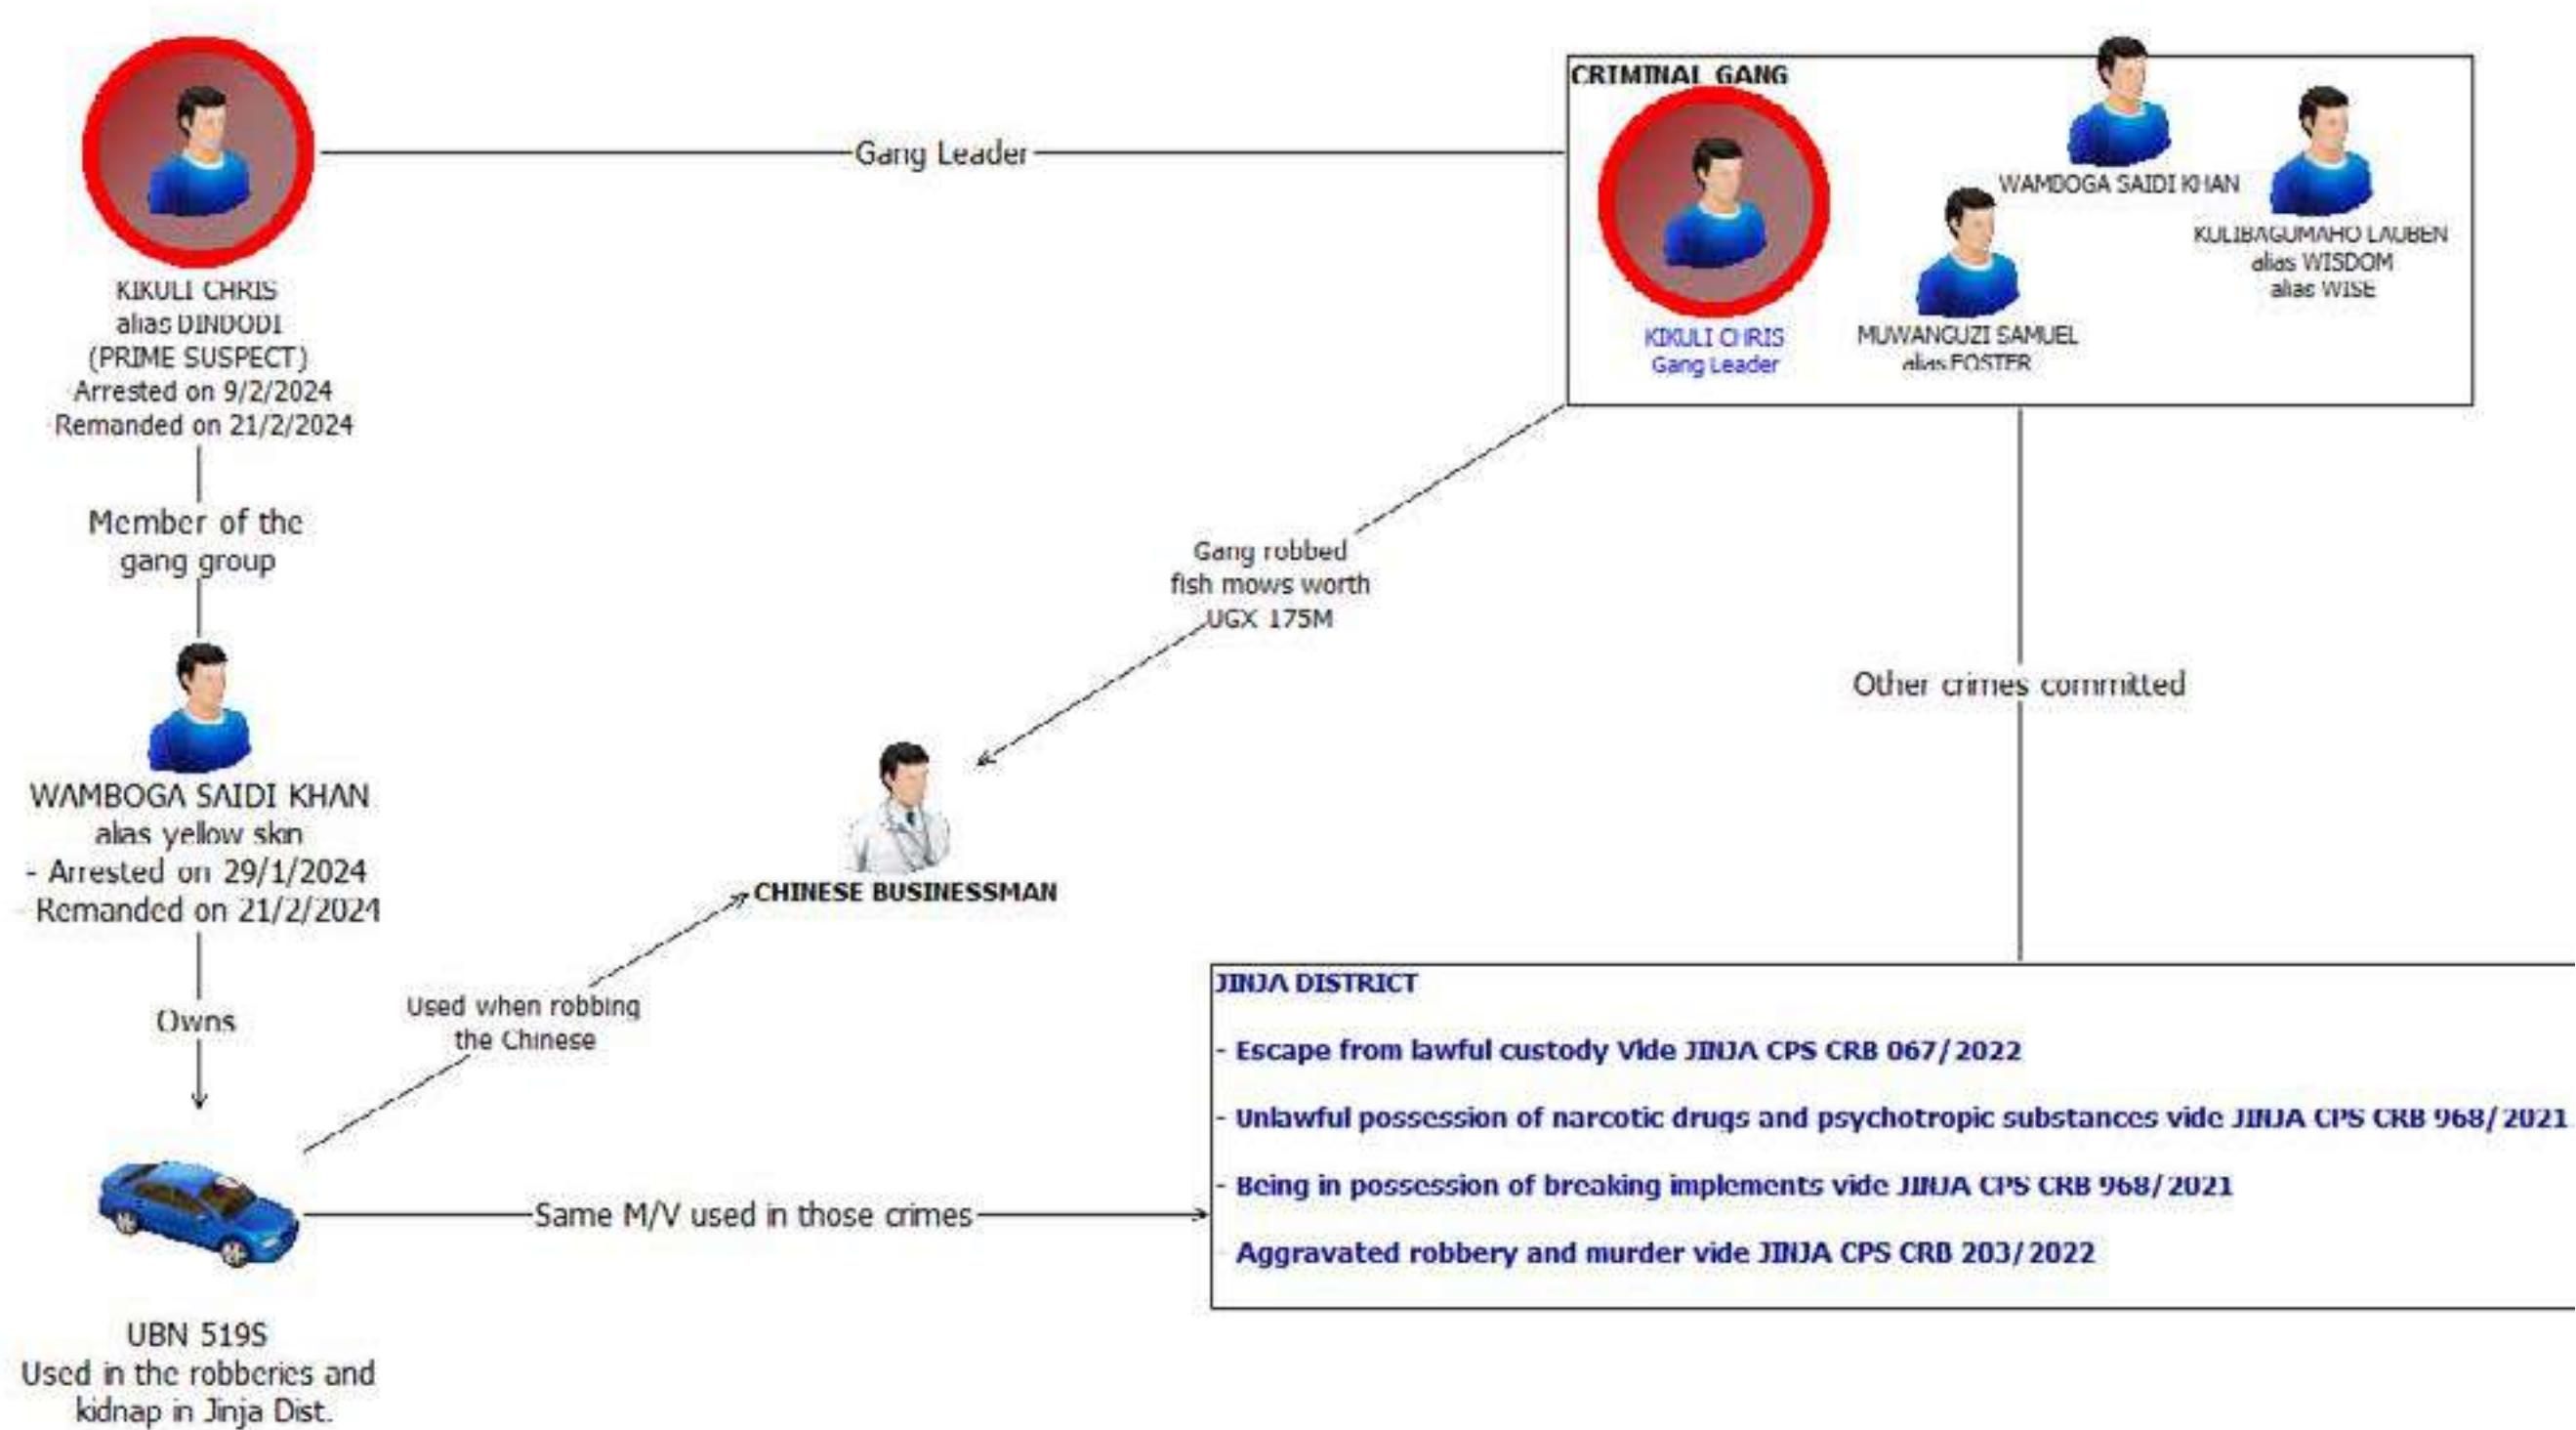 CRIMINAL GANG
Gang Leader
WAMBOGA SAIDI KHAN
KULIBAGUMAHO LAUBEN
alias WISDOM
alias WISE
KIKULI CHRIS
alias DINDODI
(PRIME SUSPECT)
Arrested on 9/2/2024
Remanded on 21/2/2024
KIKULI CHRIS
Gang Leader
MUWANGUZI SAMUEL
alias FOSTER
Member of the
gang group
Gang robbed
fish mows worth
UGX 175M
Other crimes committed
WAMBOGA SAIDI KHAN
alias yellow skin
- Arrested on 29/1/2024
- Remanded on 21/2/2024
CHINESE BUSINESSMAN
Owns
Used when robbing
the Chinese
JINJA DISTRICT
- Escape from lawful custody Vide JINJA CPS CRB 067/2022
- Unlawful possession of narcotic drugs and psychotropic substances vide JINJA CPS CRB 968/2021
- Being in possession of breaking implements vide JINJA CPS CRB 968/2021
- Aggravated robbery and murder vide JINJA CPS CRB 203/2022
Same M/V used in those crimes
UBN 519S
Used in the robberies and
kidnap in Jinja Dist.